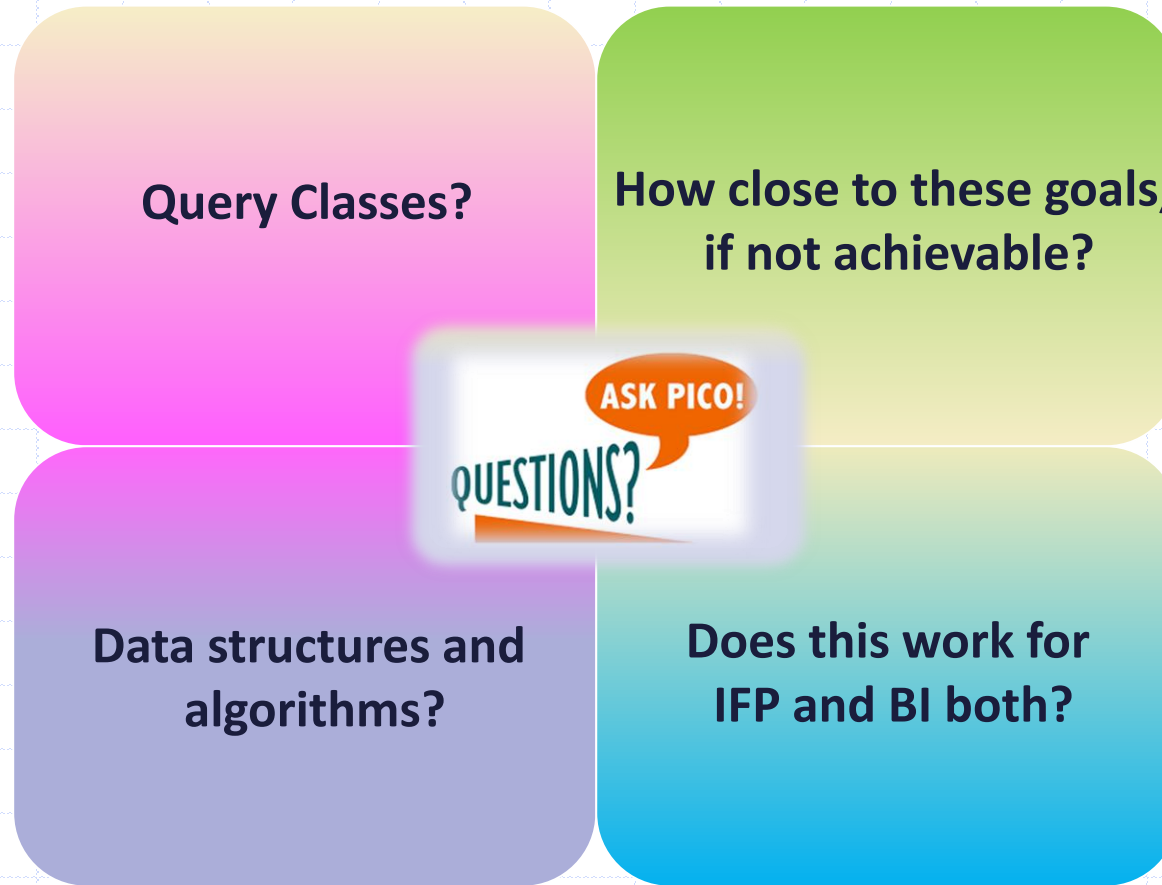 Query Classes?
How close to these goals,
if not achievable?
ASK PICO!
QUESTIONS?
Data structures and
algorithms?
Does this work for
IFP and BI both?